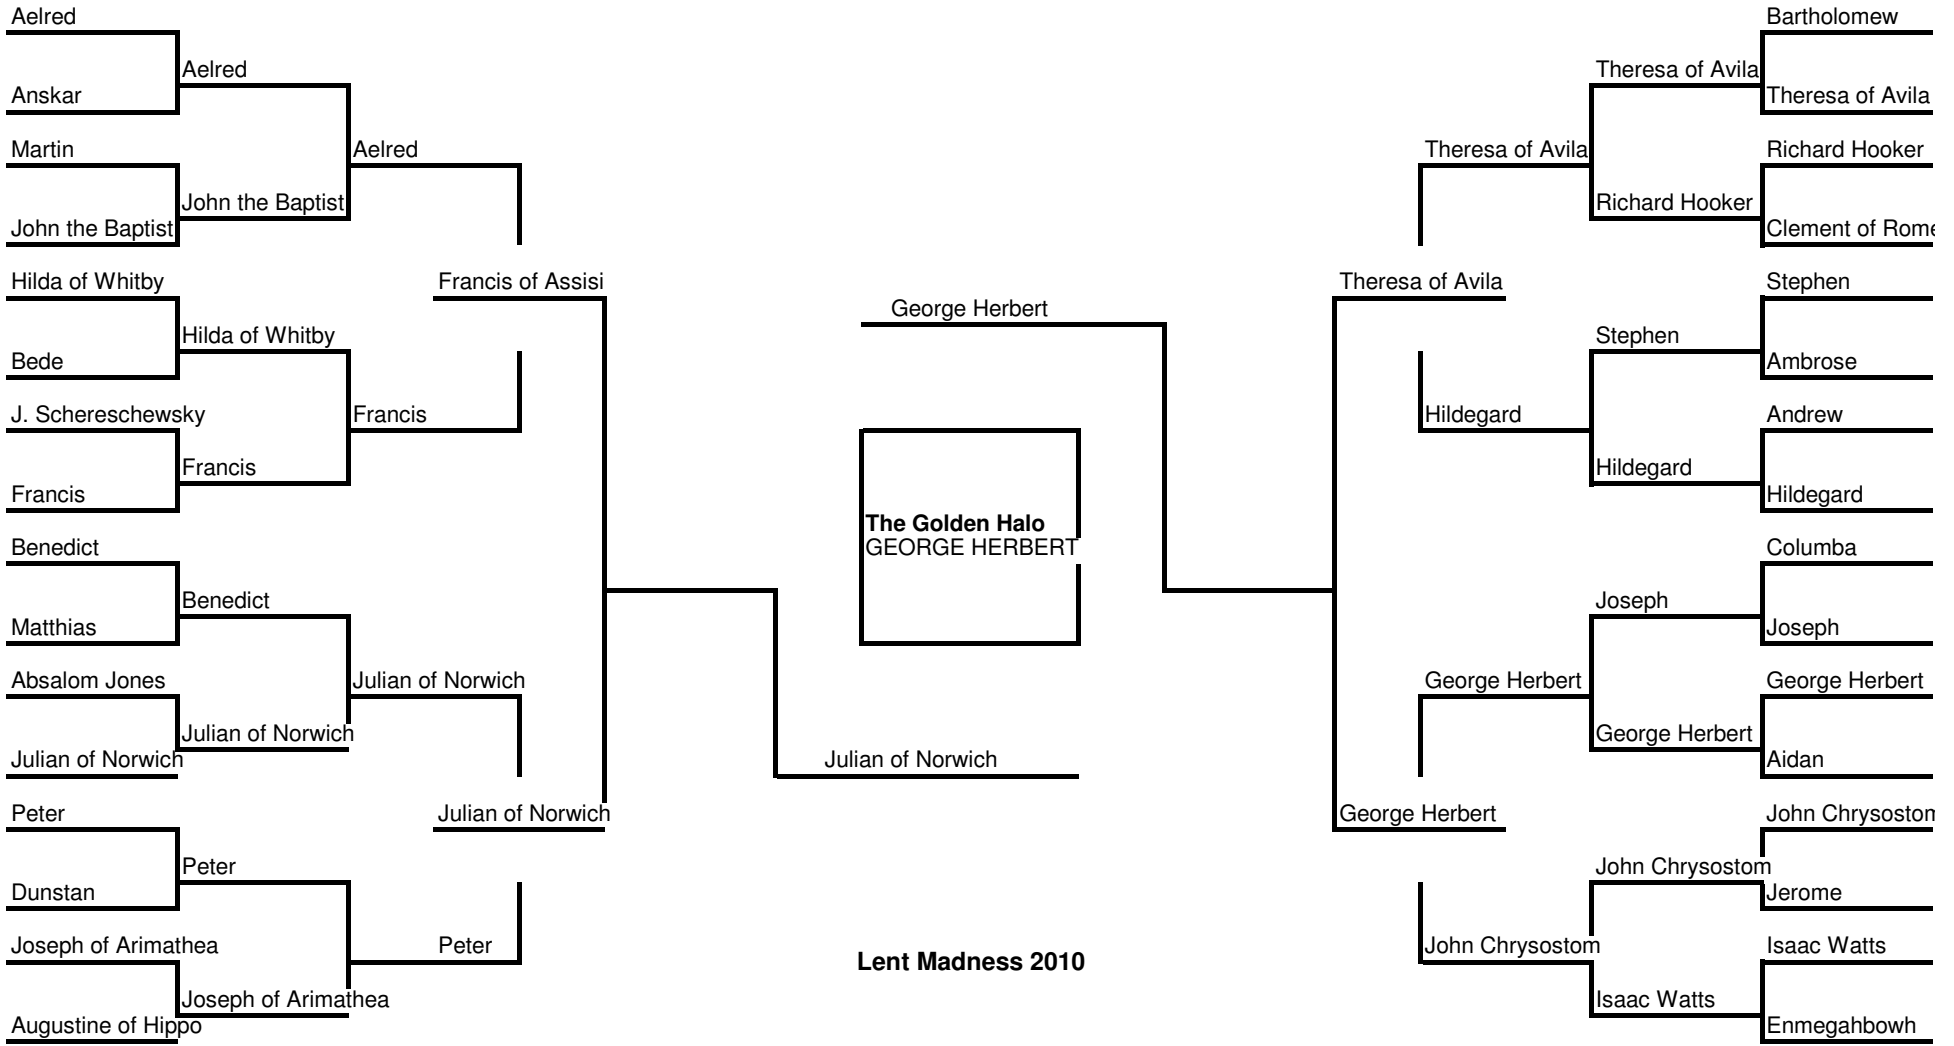 Aelred
Anskar
Martin
John the Baptist
Hilda of Whitby
Bede
J. Schereschewsky
Francis
Benedict
Matthias
Absalom Jones
Julian of Norwich
Peter
Dunstan
Joseph of Arimathea
Augustine of Hippo
Aelred
John the Baptist
Hilda of Whitby
Francis
Benedict
Julian of Norwich
Peter
Joseph of Arimathea
Aelred
Francis
Julian of Norwich
Peter
Francis of Assisi
Julian of Norwich
George Herbert
The Golden Halo
GEORGE HERBERT
Julian of Norwich
Lent Madness 2010
Theresa of Avila
George Herbert
Theresa of Avila
Hildegard
George Herbert
John Chrysostom
Theresa of Avila
Richard Hooker
Stephen
Hildegard
Joseph
George Herbert
John Chrysostom
Isaac Watts
Bartholomew
Theresa of Avila
Richard Hooker
Clement of Rome
Stephen
Ambrose
Andrew
Hildegard
Columba
Joseph
George Herbert
Aidan
John Chrysostom
Jerome
Isaac Watts
Enmegahbowh